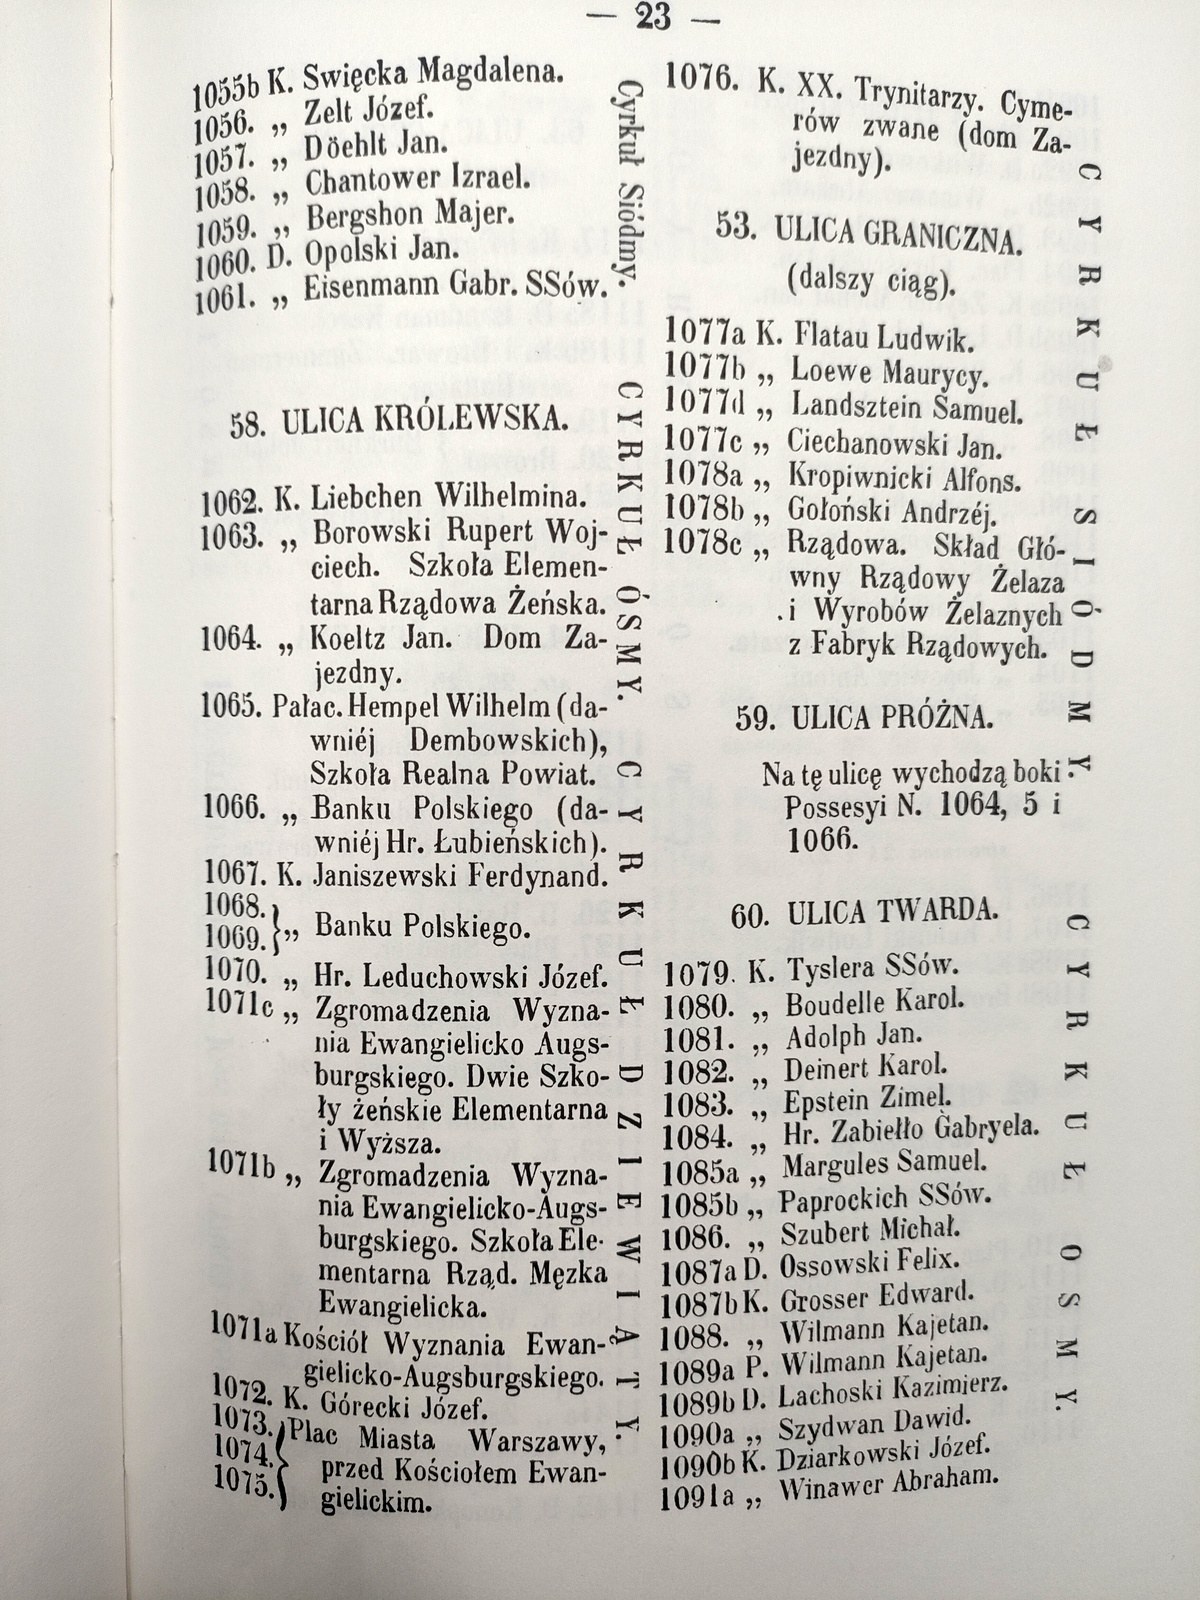 — 23 —
1055b K. Swięcka Magdalena.
1056. „ Zelt Józef.
1057. „ Döehlt Jan.
1058. „ Chantower Izrael.
1059. „ Bergshon Majer.
1060. D. Opolski Jan.
1061. „ Eisenmann Gabr. SSów.
Cyrkuł Siódmy.
58. ULICA KRÓLEWSKA.
1062. K. Liebchen Wilhelmina.
1063. „ Borowski Rupert Woj-
ciech. Szkoła Elemen-
tarna Rządowa Żeńska.
1064. „ Koeltz Jan. Dom Za-
jezdny.
1065. Pałac. Hempel Wilhelm (da-
wniéj Dembowskich),
Szkoła Realna Powiat.
1066. „ Banku Polskiego (da-
wniéj Hr. Łubieńskich).
1067. K. Janiszewski Ferdynand.
1068.
1069. } „ Banku Polskiego.
1070. „ Hr. Leduchowski Józef.
1071c „ Zgromadzenia Wyzna-
nia Ewangielicko Augs-
burgskiego. Dwie Szko-
ły żeńskie Elementarna
i Wyższa.
1071b „ Zgromadzenia Wyzna-
nia Ewangielicko-Augs-
burgskiego. Szkoła Ele-
mentarna Rząd. Męzka
Ewangielicka.
1071a Kościół Wyznania Ewan-
gielicko-Augsburgskiego.
1072. K. Górecki Józef.
1073. Plac Miasta Warszawy,
1074. } przed Kościołem Ewan-
1075. gielickim.
CYRKUŁ ÓSMY.
CYRKUŁ DZIEWIĄTY.
1076. K. XX. Trynitarzy. Cyme-
rów zwane (dom Za-
jezdny).
53. ULICA GRANICZNA.
(dalszy ciąg).
1077a K. Flatau Ludwik.
1077b „ Loewe Maurycy.
1077d „ Landsztein Samuel.
1077c „ Ciechanowski Jan.
1078a „ Kropiwnicki Alfons.
1078b „ Gołoński Andrzéj.
1078c „ Rządowa. Skład Głó-
wny Rządowy Żelaza
i Wyrobów Żelaznych
z Fabryk Rządowych.
59. ULICA PRÓŻNA.
Na tę ulicę wychodzą boki
Possesyi N. 1064, 5 i
1066.
CYRKUŁ SIÓDMY.
60. ULICA TWARDA.
1079. K. Tyslera SSów.
1080. „ Boudelle Karol.
1081. „ Adolph Jan.
1082. „ Deinert Karol.
1083. „ Epstein Zimel.
1084. „ Hr. Zabiełło Gabryela.
1085a „ Margules Samuel.
1085b „ Paprockich SSów.
1086. „ Szubert Michał.
1087a D. Ossowski Felix.
1087b K. Grosser Edward.
1088. „ Wilmann Kajetan.
1089a P. Wilmann Kajetan.
1089b D. Lachoski Kazimierz.
1090a „ Szydwan Dawid.
1090b K. Dziarkowski Józef.
1091a „ Winawer Abraham.
CYRKUŁ OSMY.